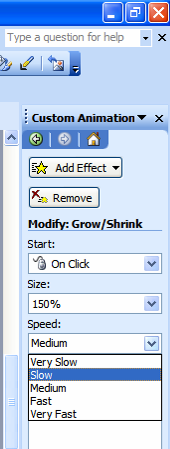 Type a question for help
Custom Animation
Add Effect
Remove
Modify: Grow/Shrink
Start:
On Click
Size:
150%
Speed:
Medium
Very Slow
Slow
Medium
Fast
Very Fast